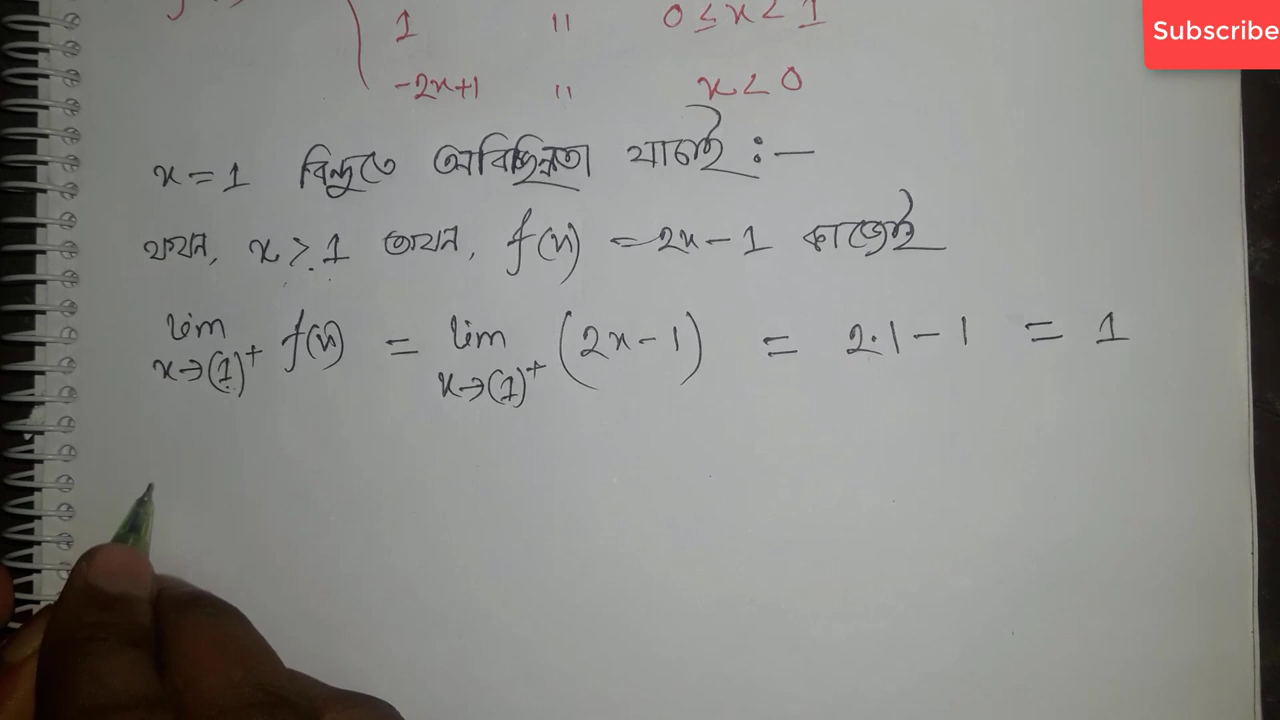 Subscribe
1 " 0 ≤ x < 1
-2x+1 " x < 0
x = 1 বিন্দুতে অবিচ্ছিন্নতা যাচাই :—
যখন, x ≥ 1 তখন, f(x) = 2x - 1 কাজেই
lim x→(1)+ f(x) = lim x→(1)+ (2x - 1) = 2.1 - 1 = 1